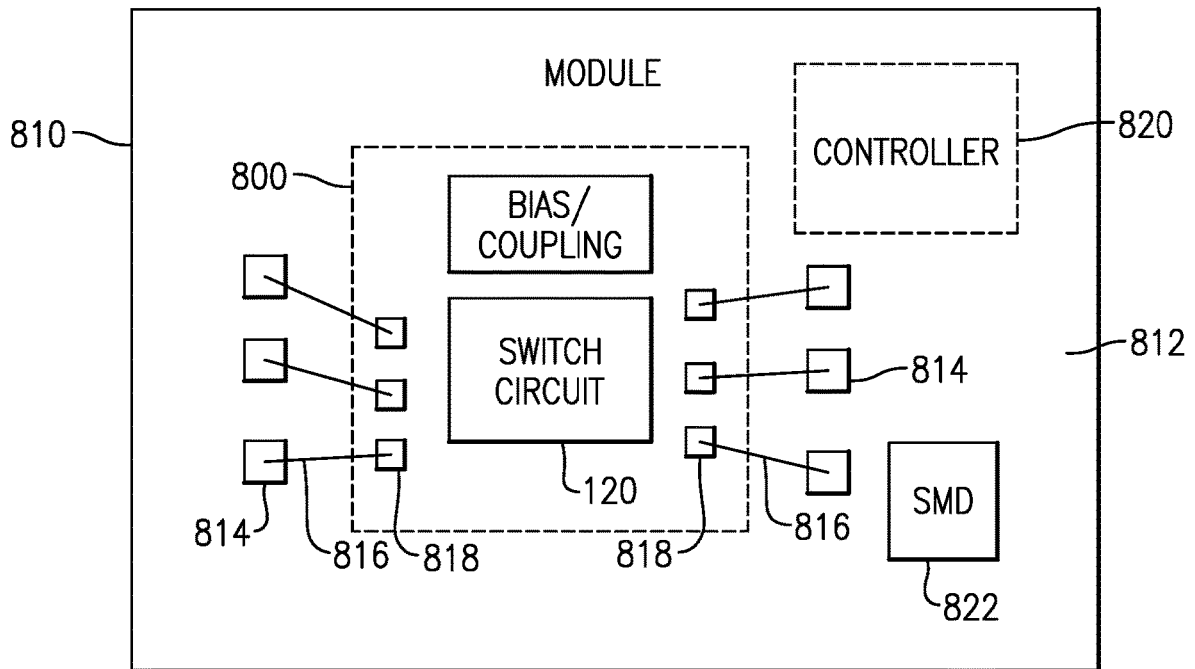 MODULE
810
820
CONTROLLER
800
BIAS/
COUPLING
812
SWITCH
CIRCUIT
814
120
SMD
814
816
818
818
816
822